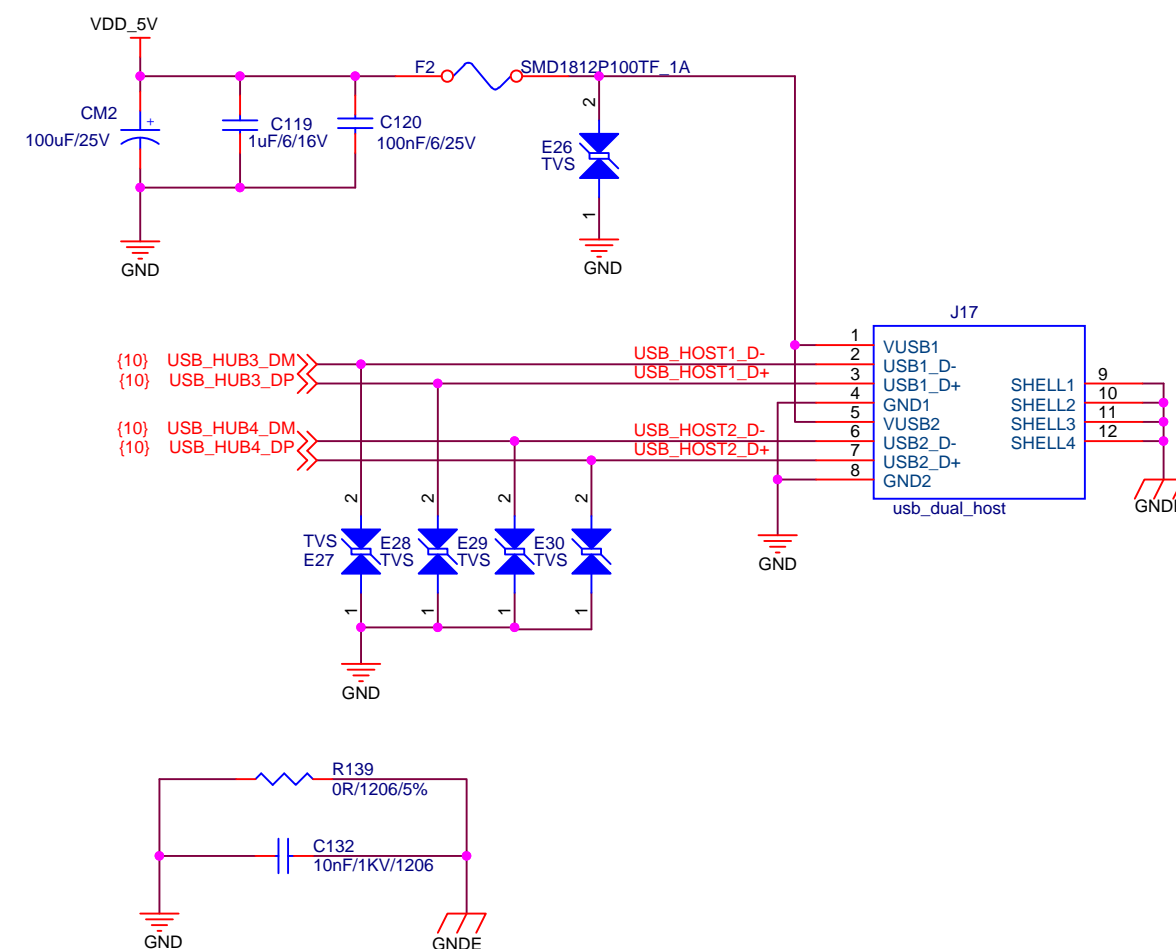 VDD_5V
F2 SMD1812P100TF_1A
CM2
100uF/25V
+
C119
1uF/6/16V
C120
100nF/6/25V
2
E26
TVS
1
GND
GND
J17
{10} USB_HUB3_DM USB_HOST1_D-
{10} USB_HUB3_DP USB_HOST1_D+
{10} USB_HUB4_DM USB_HOST2_D-
{10} USB_HUB4_DP USB_HOST2_D+
1 VUSB1
2 USB1_D-
3 USB1_D+
4 GND1
5 VUSB2
6 USB2_D-
7 USB2_D+
8 GND2
SHELL1 9
SHELL2 10
SHELL3 11
SHELL4 12
usb_dual_host
GND
2 2 2 2
TVS
E27
E28
TVS
E29
TVS
E30
TVS
1 1 1 1
GND
GND
R139
0R/1206/5%
C132
10nF/1KV/1206
GND
GNDE